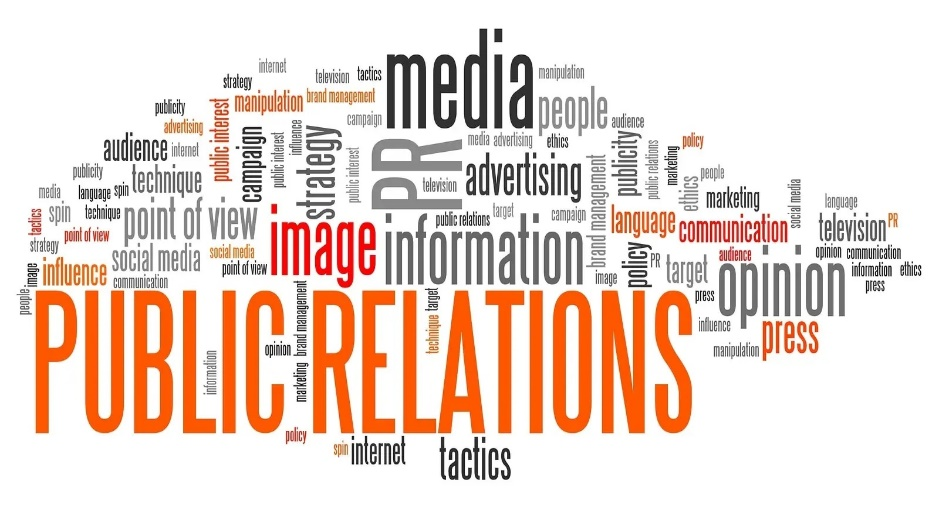 internet
media
manipulation
strategy
television
tactics
manipulation
brand management
people
publicity
public interest
campaign
audience
advertising
campaign
influence
strategy
PR
media
advertising
ethics
publicity
policy
audience
internet
public interest
public interest
public relations
marketing
publicity
technique
television
advertising
brand management
ethics
people
media
language
spin
marketing
social media
language
tactics
spin
technique
point of view
public relations
target
campaign
language
communication
television
PR
strategy
point of view
social media
social media
image
information
policy
PR
audience
opinion
communication
image
influence
communication
point of view
image
target
opinion
information
ethics
people
press
press
PUBLIC RELATIONS
brand management
target
technique
influence
press
information
opinion
marketing
manipulation
policy
spin
internet
tactics